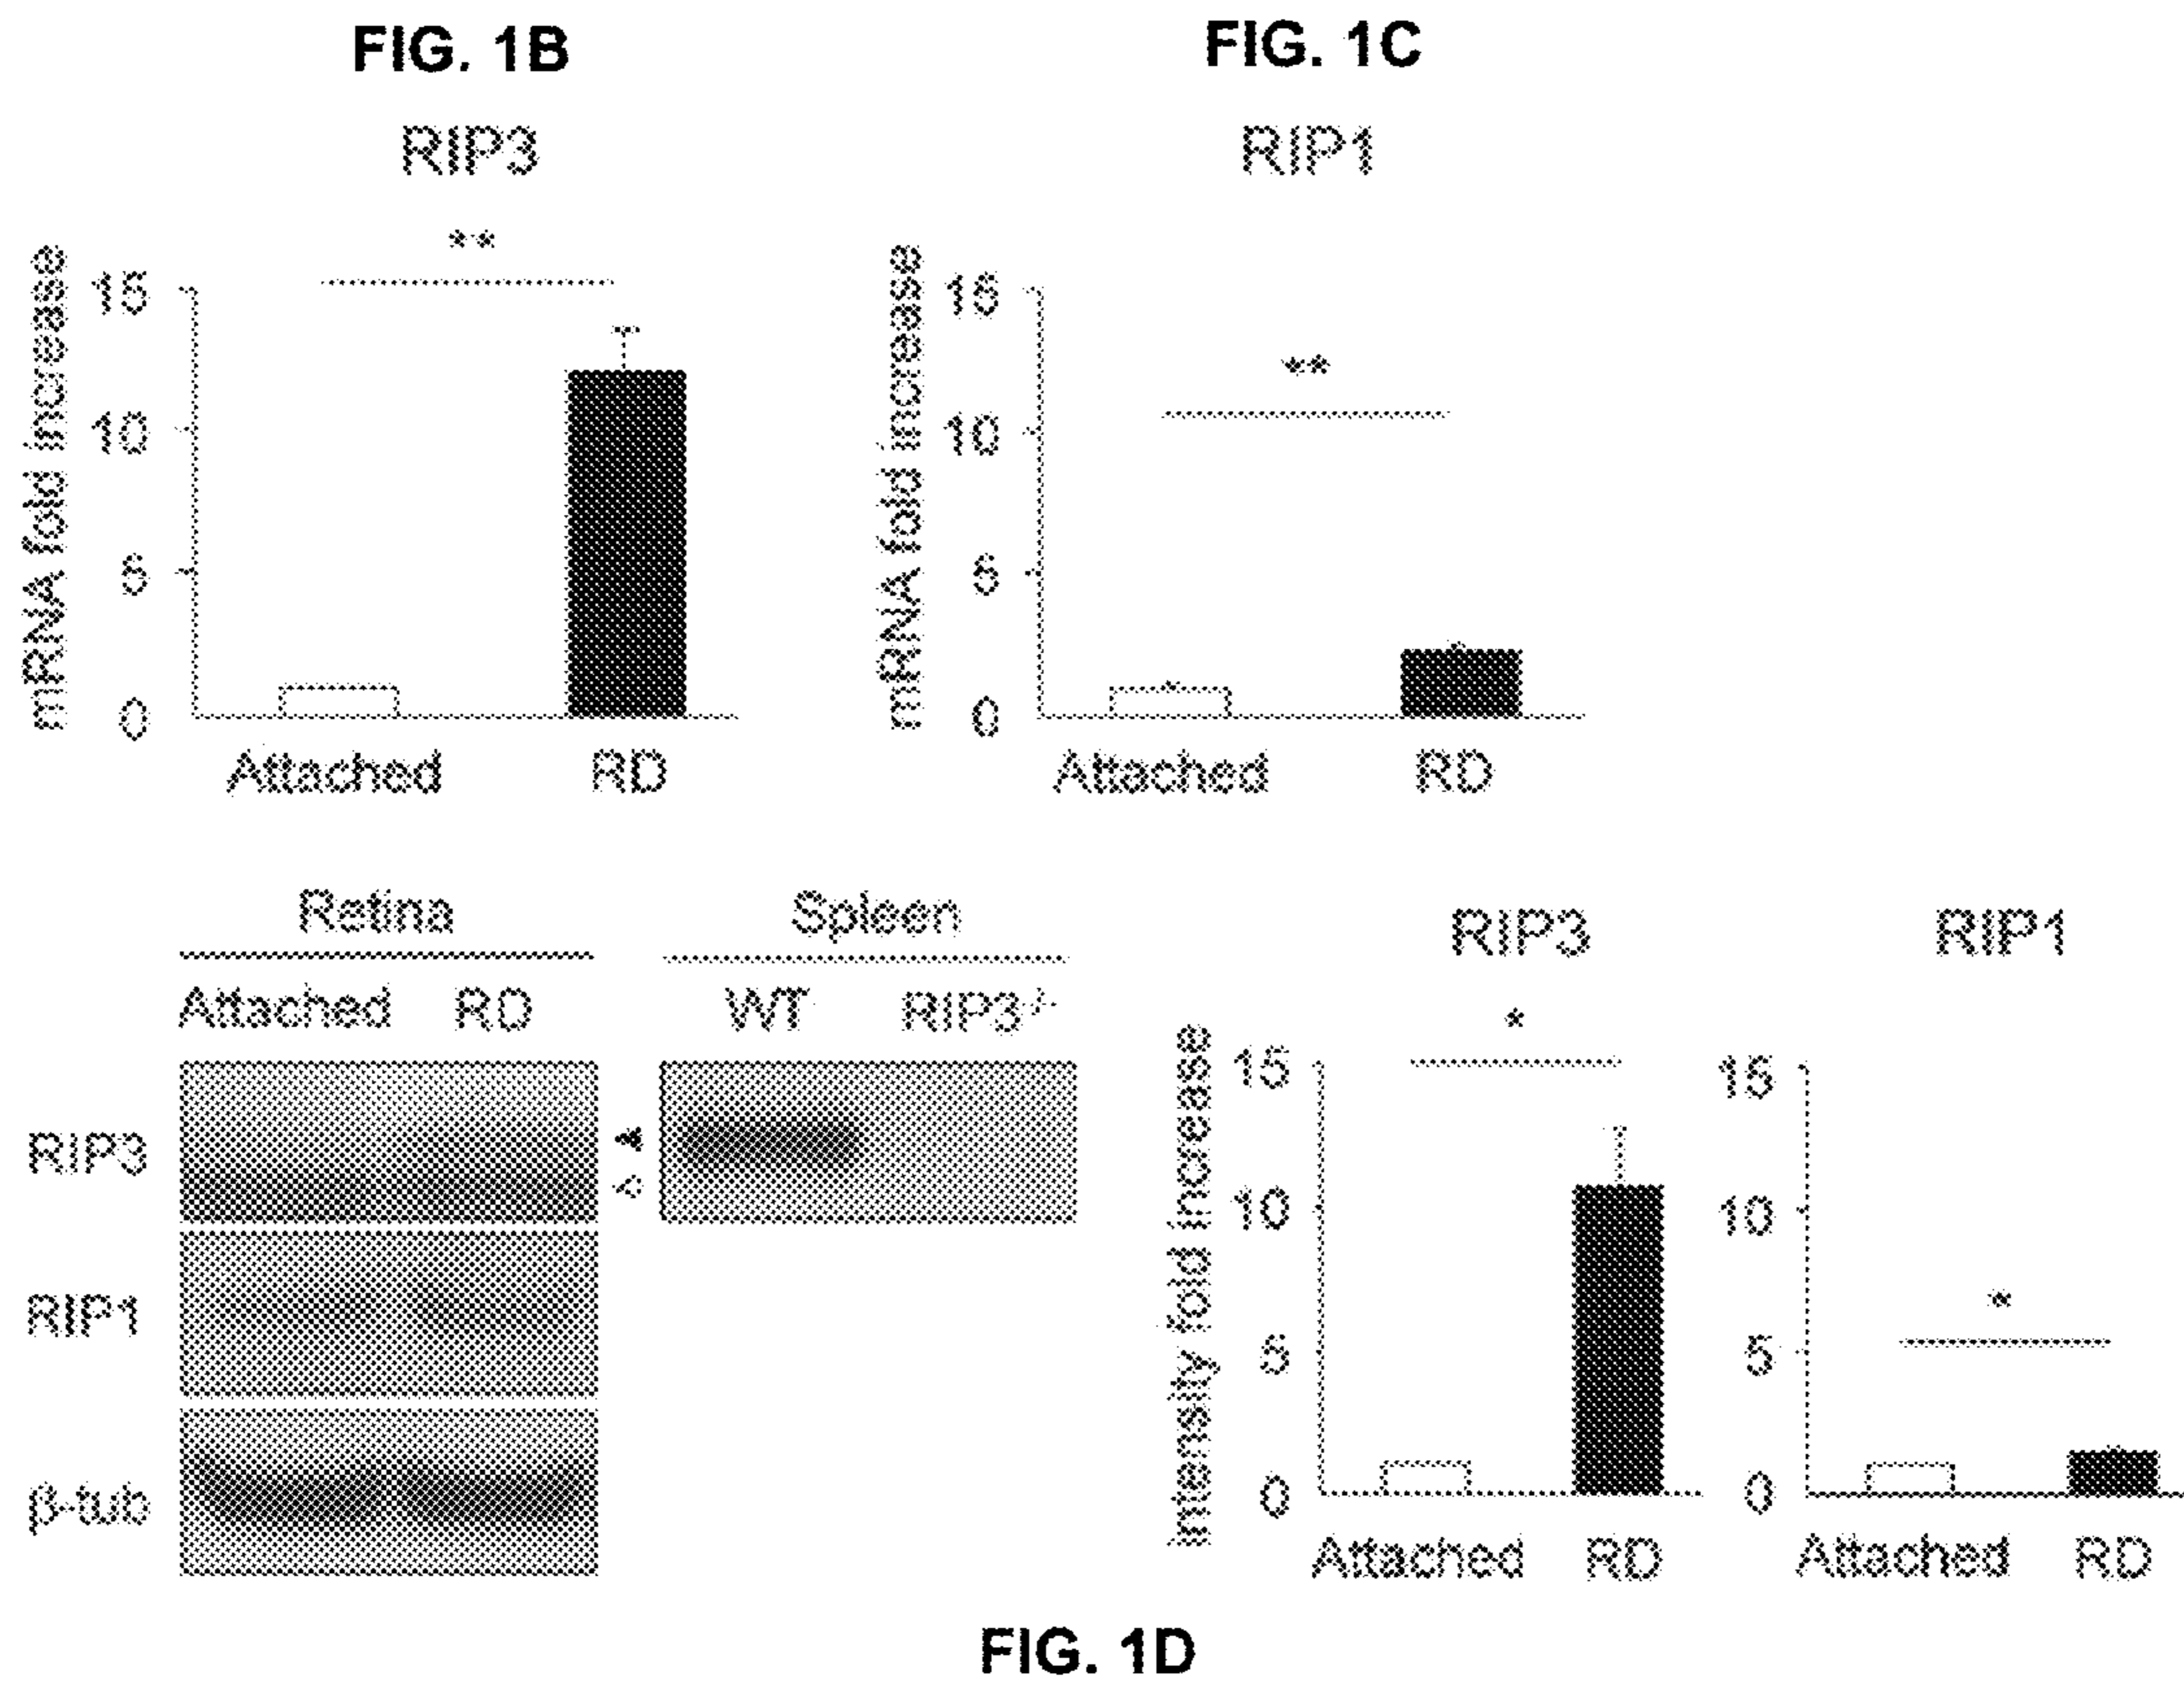 FIG. 1B
RIP3
**
mRNA fold increase
15
10
5
0
Attached RD
FIG. 1C
RIP1
**
mRNA fold increase
15
10
5
0
Attached RD
Retina
Attached RD
Spleen
WT RIP3-/-
RIP3
RIP1
β-tub
RIP3
*
Intensity fold increase
15
10
5
0
Attached RD
RIP1
*
15
10
5
0
Attached RD
FIG. 1D